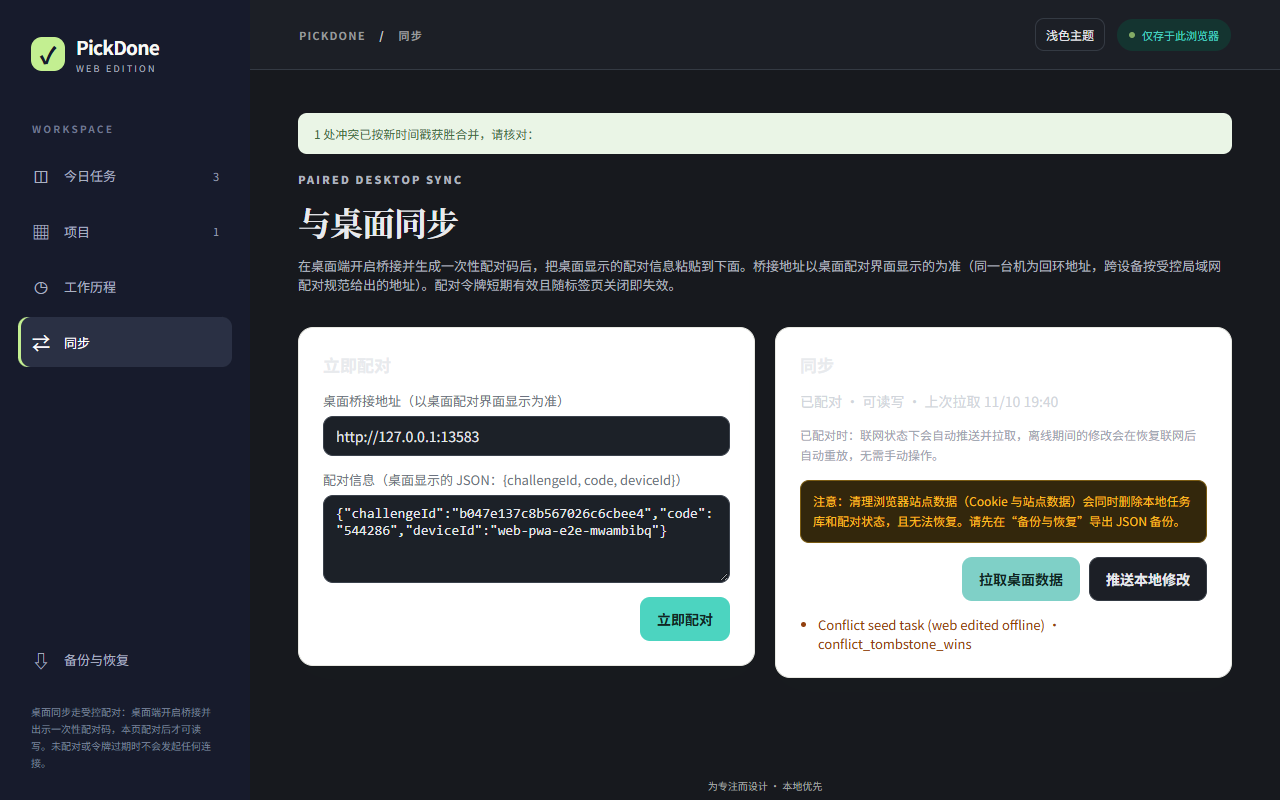 ✓
PickDone
WEB EDITION
WORKSPACE
今日任务 3
项目 1
工作历程
同步
备份与恢复
桌面同步走受控配对：桌面端开启桥接并
出示一次性配对码，本页配对后才可读
写。未配对或令牌过期时不会发起任何连
接。
PICKDONE / 同步
浅色主题
仅存于此浏览器
1 处冲突已按新时间戳获胜合并，请核对：
PAIRED DESKTOP SYNC
与桌面同步
在桌面端开启桥接并生成一次性配对码后，把桌面显示的配对信息粘贴到下面。桥接地址以桌面配对界面显示的为准（同一台机为回环地址，跨设备按受控局域网
配对规范给出的地址）。配对令牌短期有效且随标签页关闭即失效。
立即配对
桌面桥接地址（以桌面配对界面显示为准）
http://127.0.0.1:13583
配对信息（桌面显示的 JSON：{challengeId, code, deviceId}）
{"challengeId":"b047e137c8b567026c6cbee4","code":
"544286","deviceId":"web-pwa-e2e-mwambibq"}
立即配对
同步
已配对 · 可读写 · 上次拉取 11/10 19:40
已配对时：联网状态下会自动推送并拉取，离线期间的修改会在恢复联网后
自动重放，无需手动操作。
注意：清理浏览器站点数据（Cookie 与站点数据）会同时删除本地任务
库和配对状态，且无法恢复。请先在“备份与恢复”导出 JSON 备份。
拉取桌面数据
推送本地修改
Conflict seed task (web edited offline) ·
conflict_tombstone_wins
为专注而设计 · 本地优先